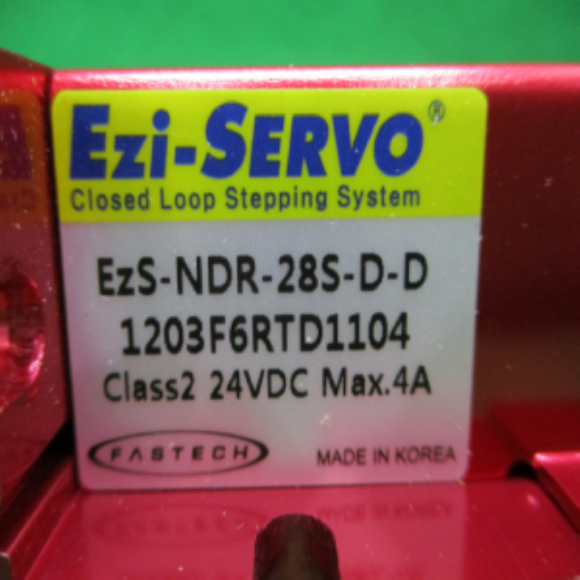 Ezi-SERVO®
Closed Loop Stepping System
EzS-NDR-28S-D-D
1203F6RTD1104
Class2 24VDC Max.4A
FASTECH
MADE IN KOREA